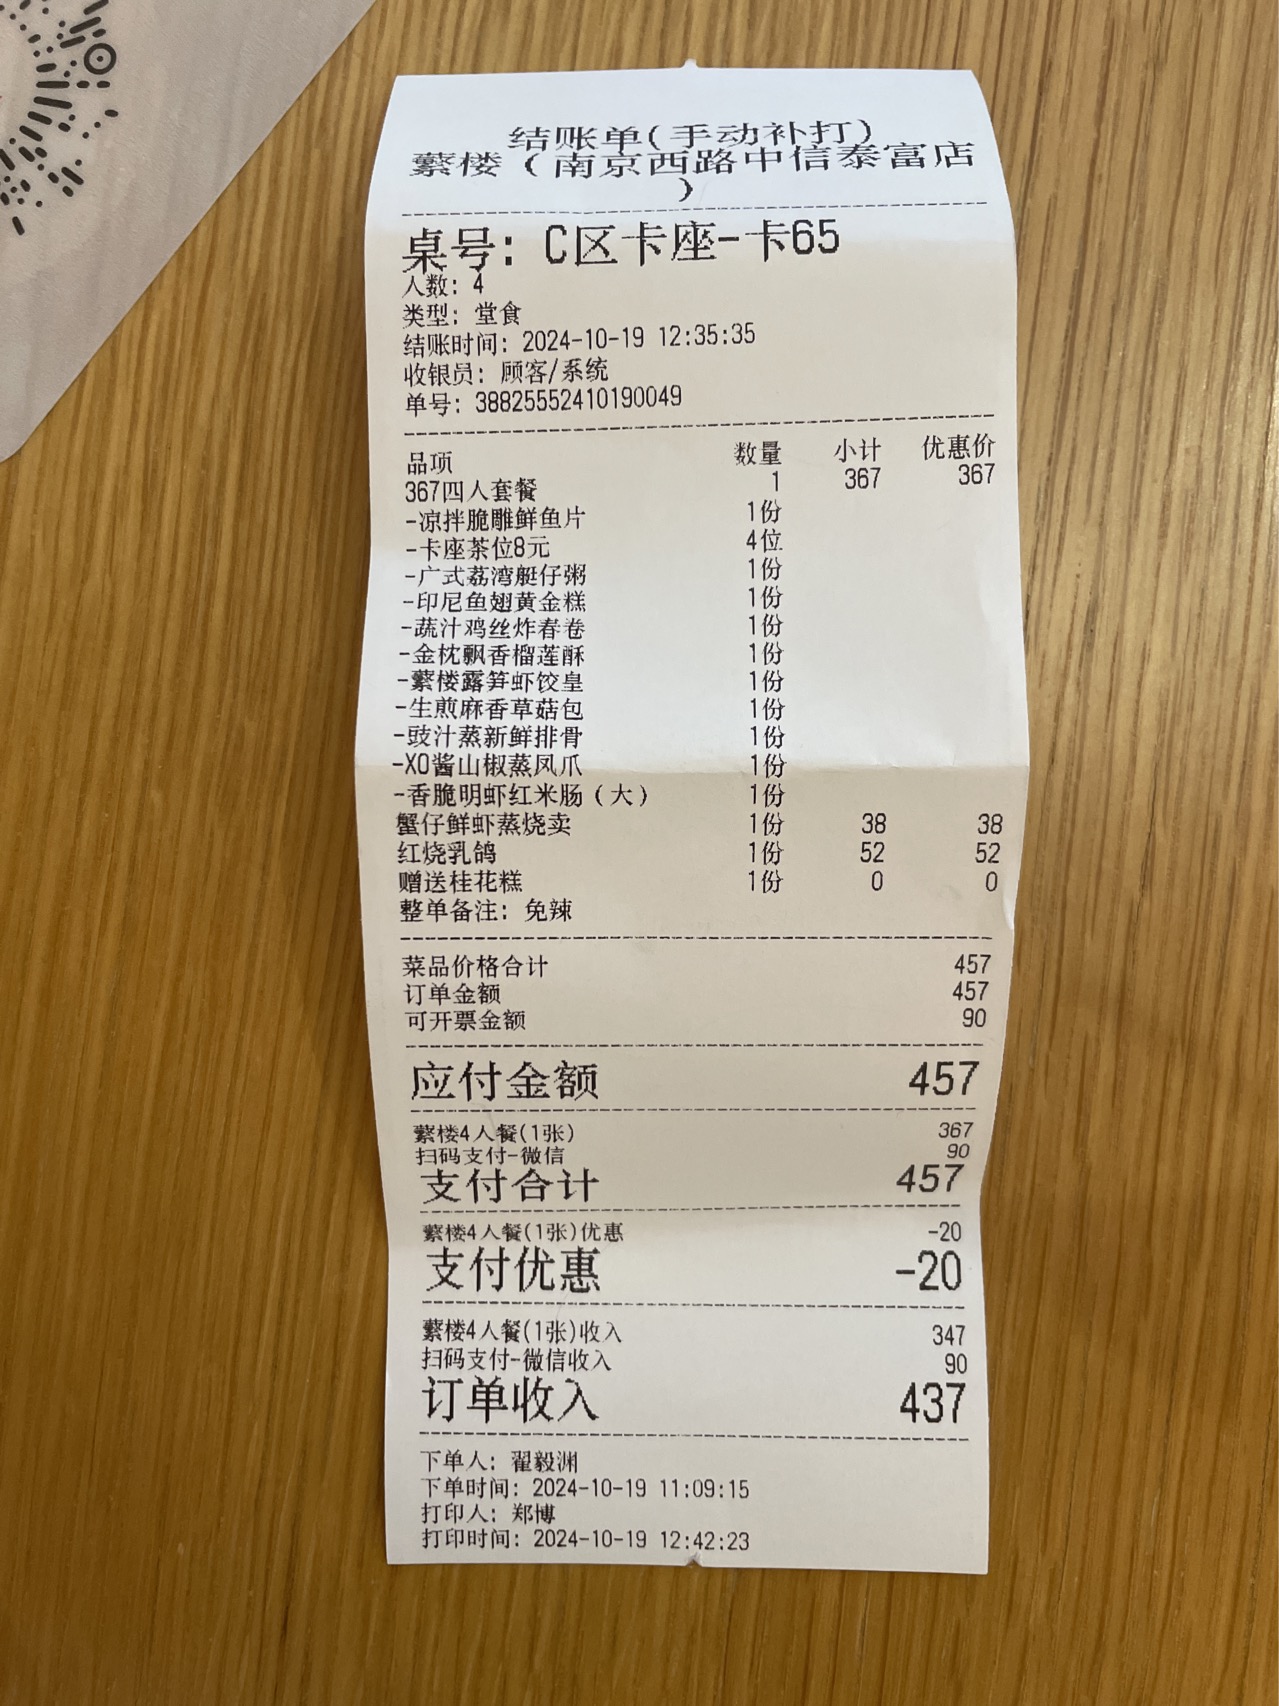 结账单(手动补打)
蘩楼（南京西路中信泰富店
）
桌号: C区卡座-卡65
人数: 4
类型: 堂食
结账时间: 2024-10-19 12:35:35
收银员: 顾客/系统
单号: 38825552410190049
品项 数量 小计 优惠价
367四人套餐 1 367 367
-凉拌脆雕鲜鱼片 1份
-卡座茶位8元 4位
-广式荔湾艇仔粥 1份
-印尼鱼翅黄金糕 1份
-蔬汁鸡丝炸春卷 1份
-金枕飘香榴莲酥 1份
-蘩楼露笋虾饺皇 1份
-生煎麻香草菇包 1份
-豉汁蒸新鲜排骨 1份
-XO酱山椒蒸凤爪 1份
-香脆明虾红米肠（大） 1份
蟹仔鲜虾蒸烧卖 1份 38 38
红烧乳鸽 1份 52 52
赠送桂花糕 1份 0 0
整单备注: 免辣
菜品价格合计 457
订单金额 457
可开票金额 90
应付金额 457
蘩楼4人餐(1张) 367
扫码支付-微信 90
支付合计 457
蘩楼4人餐(1张)优惠 -20
支付优惠 -20
蘩楼4人餐(1张)收入 347
扫码支付-微信收入 90
订单收入 437
下单人: 翟毅渊
下单时间: 2024-10-19 11:09:15
打印人: 郑博
打印时间: 2024-10-19 12:42:23